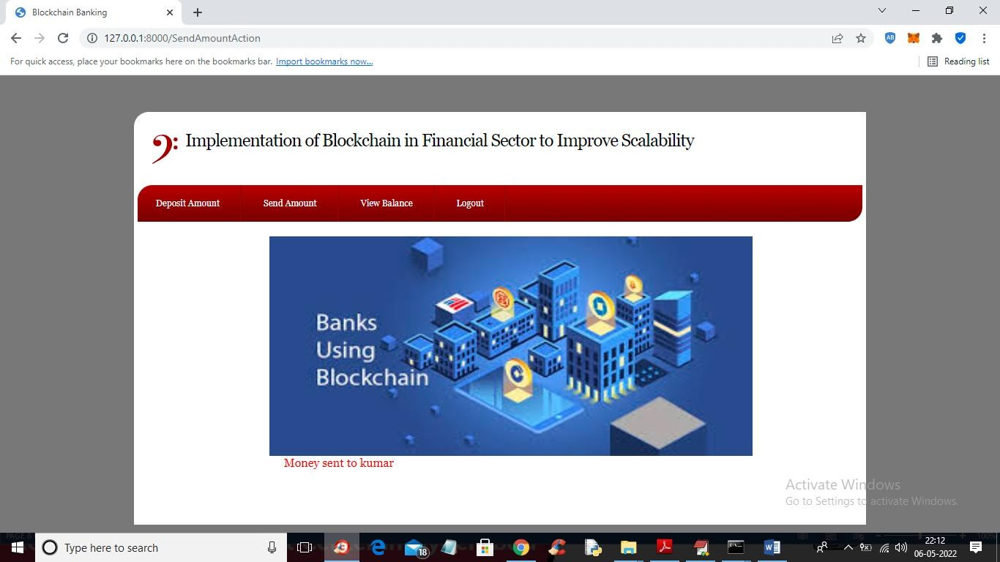 Blockchain Banking
127.0.0.1:8000/SendAmountAction
AB
For quick access, place your bookmarks here on the bookmarks bar. Import bookmarks now...
Reading list
Implementation of Blockchain in Financial Sector to Improve Scalability
Deposit Amount Send Amount View Balance Logout
Banks
Using
Blockchain
Money sent to kumar
Activate Windows
Go to Settings to activate Windows.
Type here to search
18
100%
22:12
06-05-2022